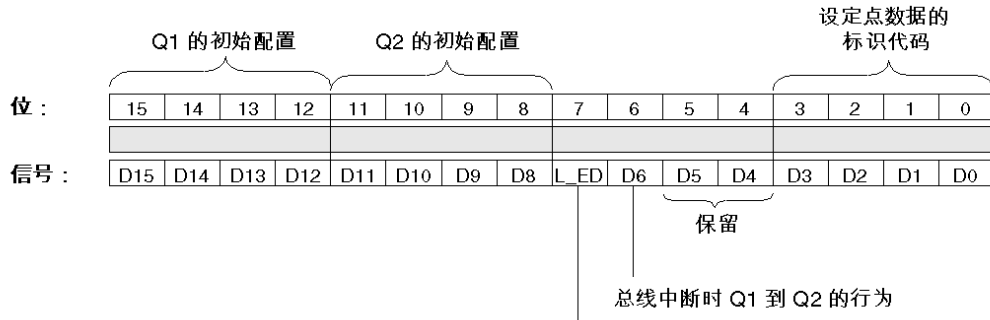 设定点数据的
标识代码
Q1 的初始配置 Q2 的初始配置
位： 15 14 13 12 11 10 9 8 7 6 5 4 3 2 1 0
信号： D15 D14 D13 D12 D11 D10 D9 D8 L_ED D6 D5 D4 D3 D2 D1 D0
保留
总线中断时 Q1 到 Q2 的行为